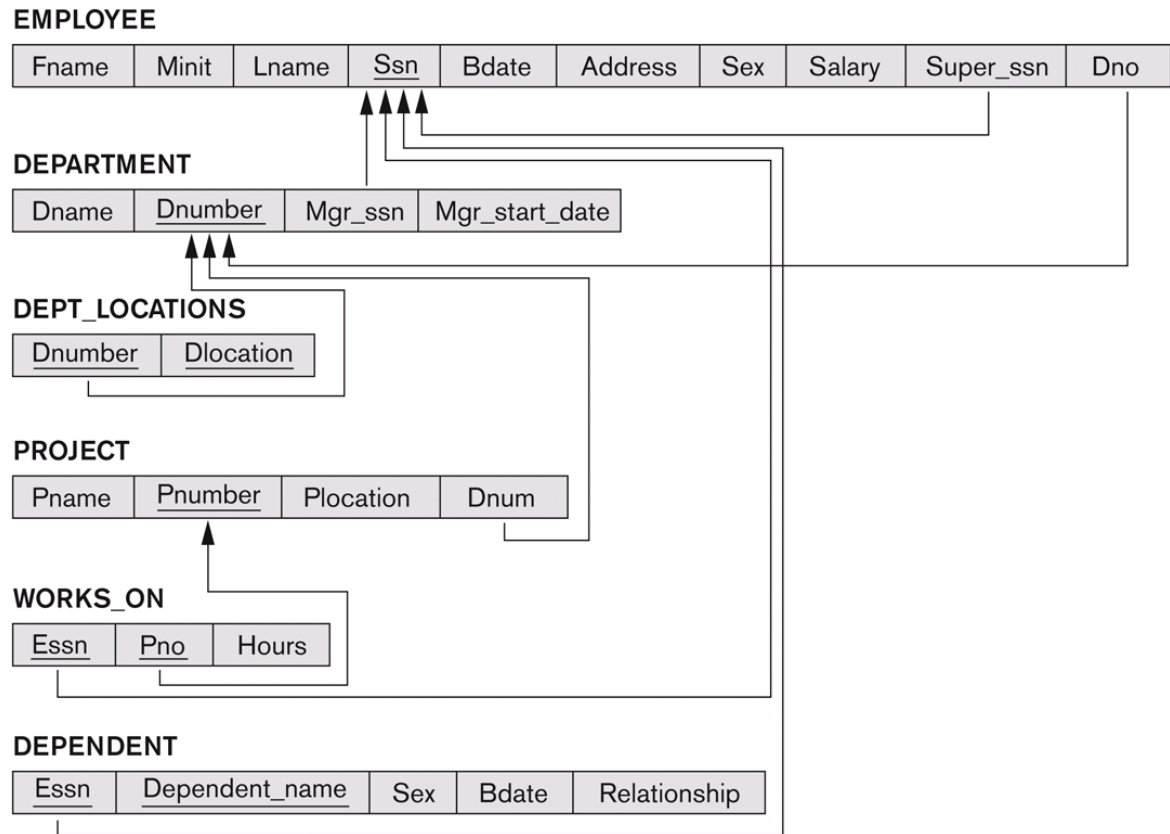 EMPLOYEE
Fname Minit Lname Ssn Bdate Address Sex Salary Super_ssn Dno
DEPARTMENT
Dname Dnumber Mgr_ssn Mgr_start_date
DEPT_LOCATIONS
Dnumber Dlocation
PROJECT
Pname Pnumber Plocation Dnum
WORKS_ON
Essn Pno Hours
DEPENDENT
Essn Dependent_name Sex Bdate Relationship